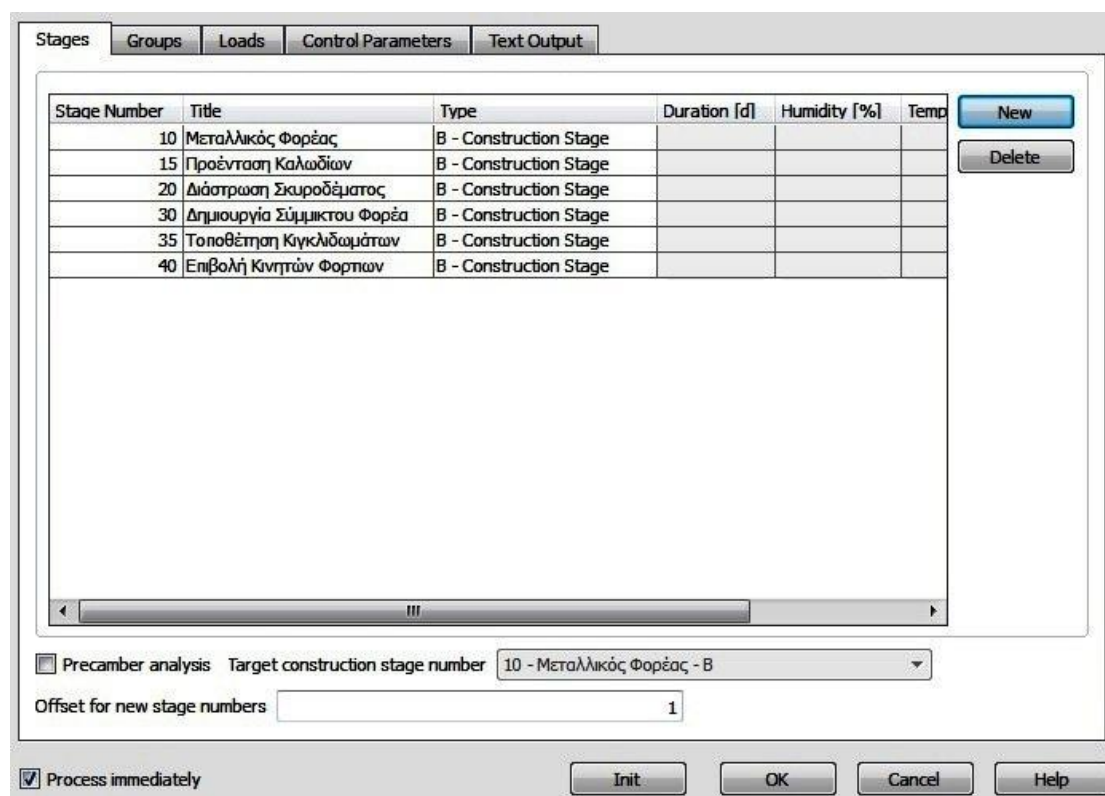 Stages Groups Loads Control Parameters Text Output
Stage Number Title Type Duration [d] Humidity [%] Temp New
10 Μεταλλικός Φορέας B - Construction Stage
Delete
15 Προένταση Καλωδίων B - Construction Stage
20 Διάστρωση Σκυροδέματος B - Construction Stage
30 Δημιουργία Σύμμικτου Φορέα B - Construction Stage
35 Τοποθέτηση Κιγκλιδωμάτων B - Construction Stage
40 Επιβολή Κινητών Φορτιων B - Construction Stage
Precamber analysis Target construction stage number 10 - Μεταλλικός Φορέας - B
Offset for new stage numbers 1
Process immediately Init OK Cancel Help